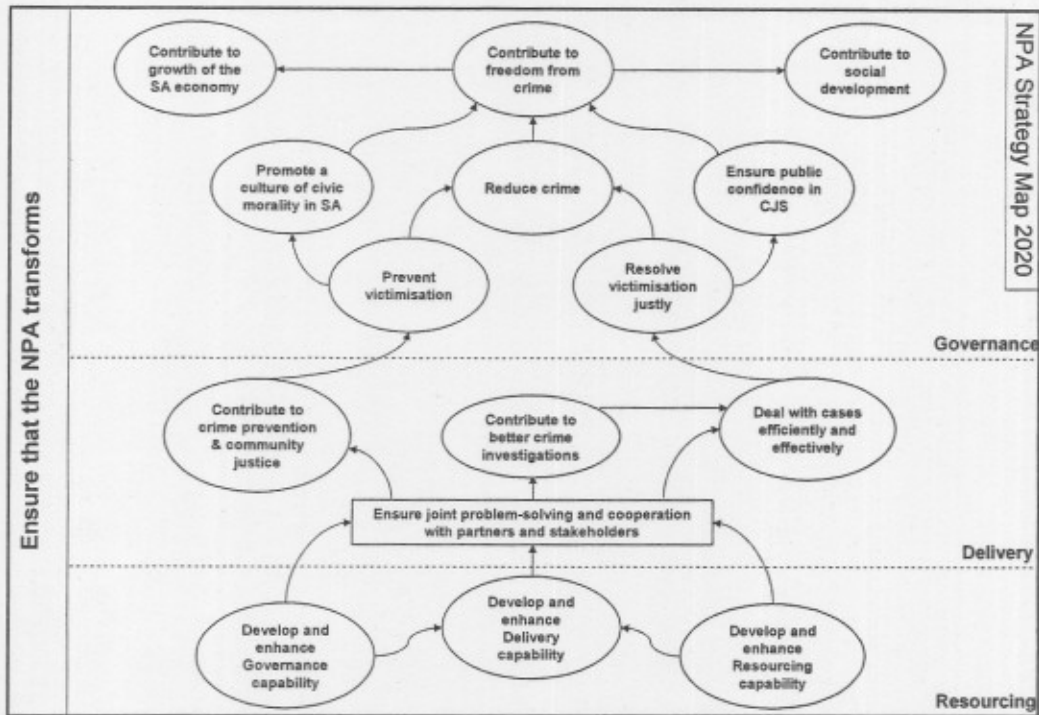 NPA Strategy Map 2020
Ensure that the NPA transforms
Contribute to
growth of the
SA economy
Contribute to
freedom from
crime
Contribute to
social
development
Promote a
culture of civic
morality in SA
Reduce crime
Ensure public
confidence in
CJS
Prevent
victimisation
Resolve
victimisation
justly
Governance
Contribute to
crime prevention
& community
justice
Contribute to
better crime
investigations
Deal with cases
efficiently and
effectively
Ensure joint problem-solving and cooperation
with partners and stakeholders
Delivery
Develop and
enhance
Governance
capability
Develop and
enhance
Delivery
capability
Develop and
enhance
Resourcing
capability
Resourcing